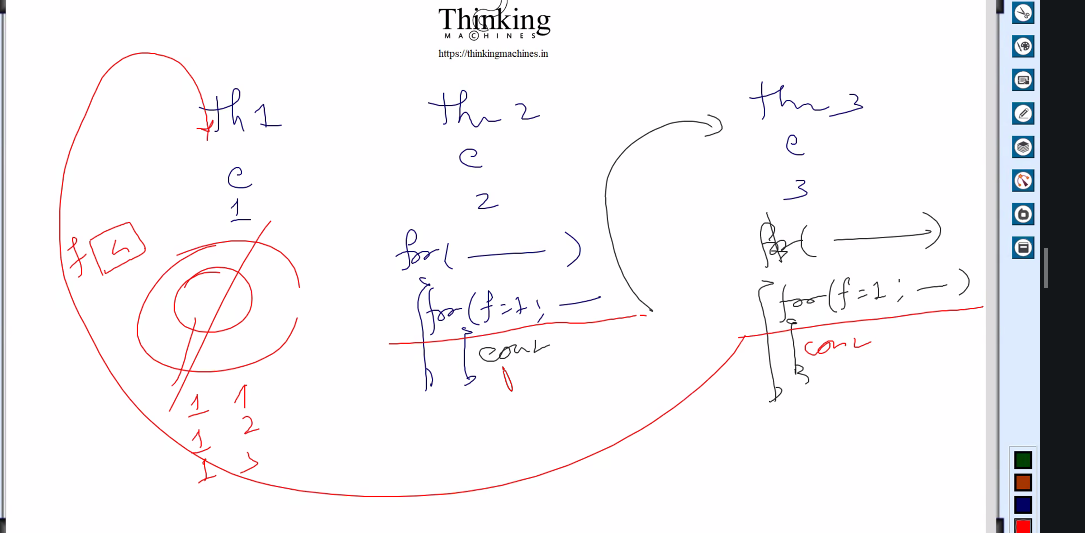 Thinking
MACHINES
https://thinkingmachines.in
th 1
c
1
f 4
1 1
1 2
1 3
thr 2
c
2
for( )
for(f=1;
cout
thr 3
c
3
for( )
for(f=1; )
cout